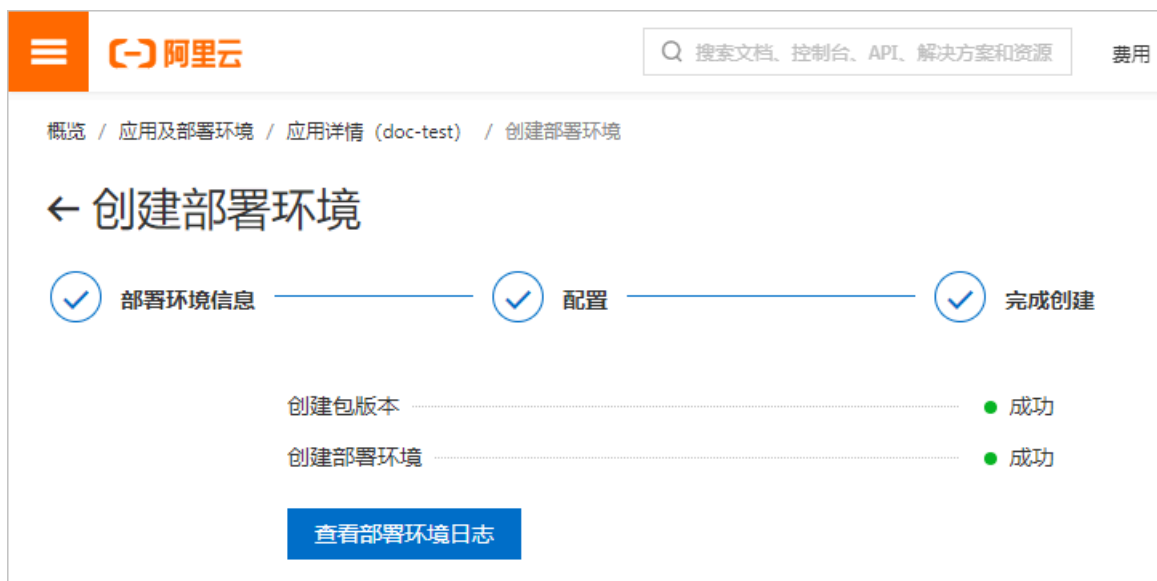 阿里云 搜索文档、控制台、API、解决方案和资源 费用
概览 / 应用及部署环境 / 应用详情（doc-test） / 创建部署环境
← 创建部署环境
部署环境信息 配置 完成创建
创建包版本 成功
创建部署环境 成功
查看部署环境日志